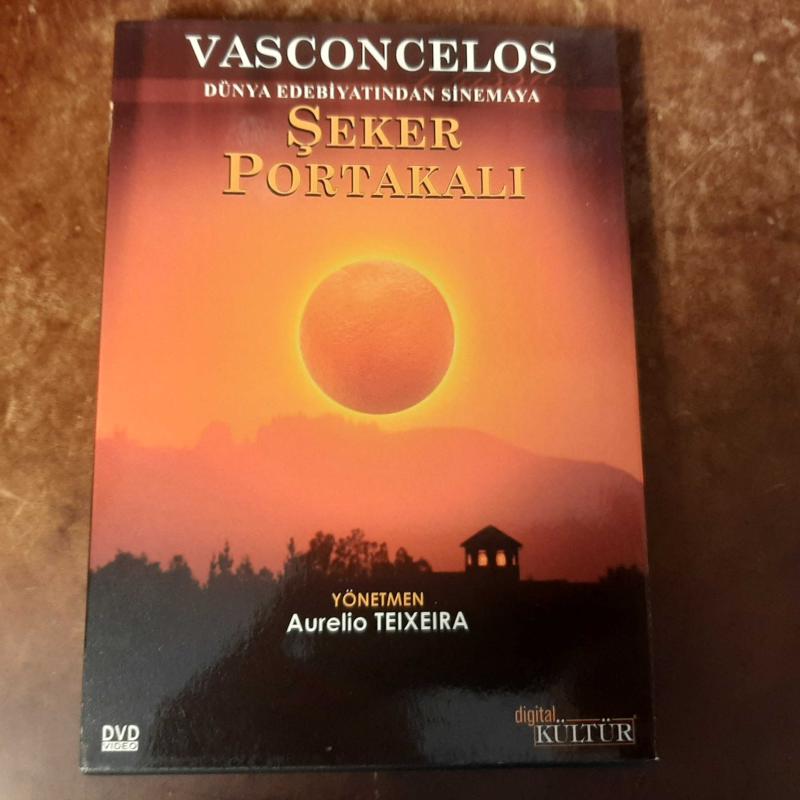 VASCONCELOS
DÜNYA EDEBİYATINDAN SİNEMAYA
ŞEKER
PORTAKALI
YÖNETMEN
Aurelio TEIXEIRA
DVD
VIDEO
digital
KÜLTÜR